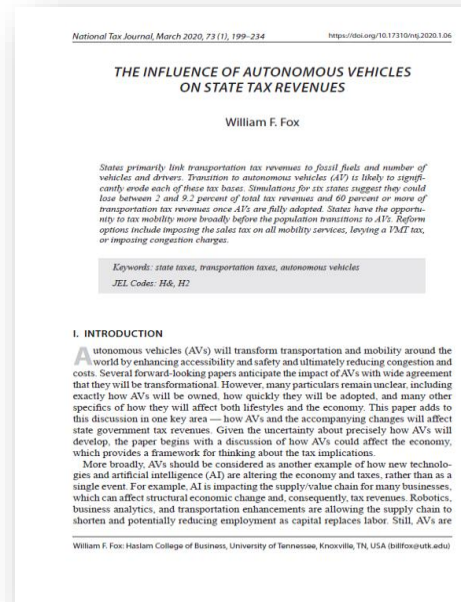 National Tax Journal, March 2020, 73 (1), 199–234
https://doi.org/10.17310/ntj.2020.1.06
THE INFLUENCE OF AUTONOMOUS VEHICLES
ON STATE TAX REVENUES
William F. Fox
States primarily link transportation tax revenues to fossil fuels and number of
vehicles and drivers. Transition to autonomous vehicles (AV) is likely to signifi-
cantly erode each of these tax bases. Simulations for six states suggest they could
lose between 2 and 9.2 percent of total tax revenues and 60 percent or more of
transportation tax revenues once AVs are fully adopted. States have the opportu-
nity to tax mobility more broadly before the population transitions to AVs. Reform
options include imposing the sales tax on all mobility services, levying a VMT tax,
or imposing congestion charges.
Keywords: state taxes, transportation taxes, autonomous vehicles
JEL Codes: H&, H2
I. INTRODUCTION
Autonomous vehicles (AVs) will transform transportation and mobility around the
world by enhancing accessibility and safety and ultimately reducing congestion and
costs. Several forward-looking papers anticipate the impact of AVs with wide agreement
that they will be transformational. However, many particulars remain unclear, including
exactly how AVs will be owned, how quickly they will be adopted, and many other
specifics of how they will affect both lifestyles and the economy. This paper adds to
this discussion in one key area — how AVs and the accompanying changes will affect
state government tax revenues. Given the uncertainty about precisely how AVs will
develop, the paper begins with a discussion of how AVs could affect the economy,
which provides a framework for thinking about the tax implications.
More broadly, AVs should be considered as another example of how new technolo-
gies and artificial intelligence (AI) are altering the economy and taxes, rather than as a
single event. For example, AI is impacting the supply/value chain for many businesses,
which can affect structural economic change and, consequently, tax revenues. Robotics,
business analytics, and transportation enhancements are allowing the supply chain to
shorten and potentially reducing employment as capital replaces labor. Still, AVs are
William F. Fox: Haslam College of Business, University of Tennessee, Knoxville, TN, USA (billfox@utk.edu)